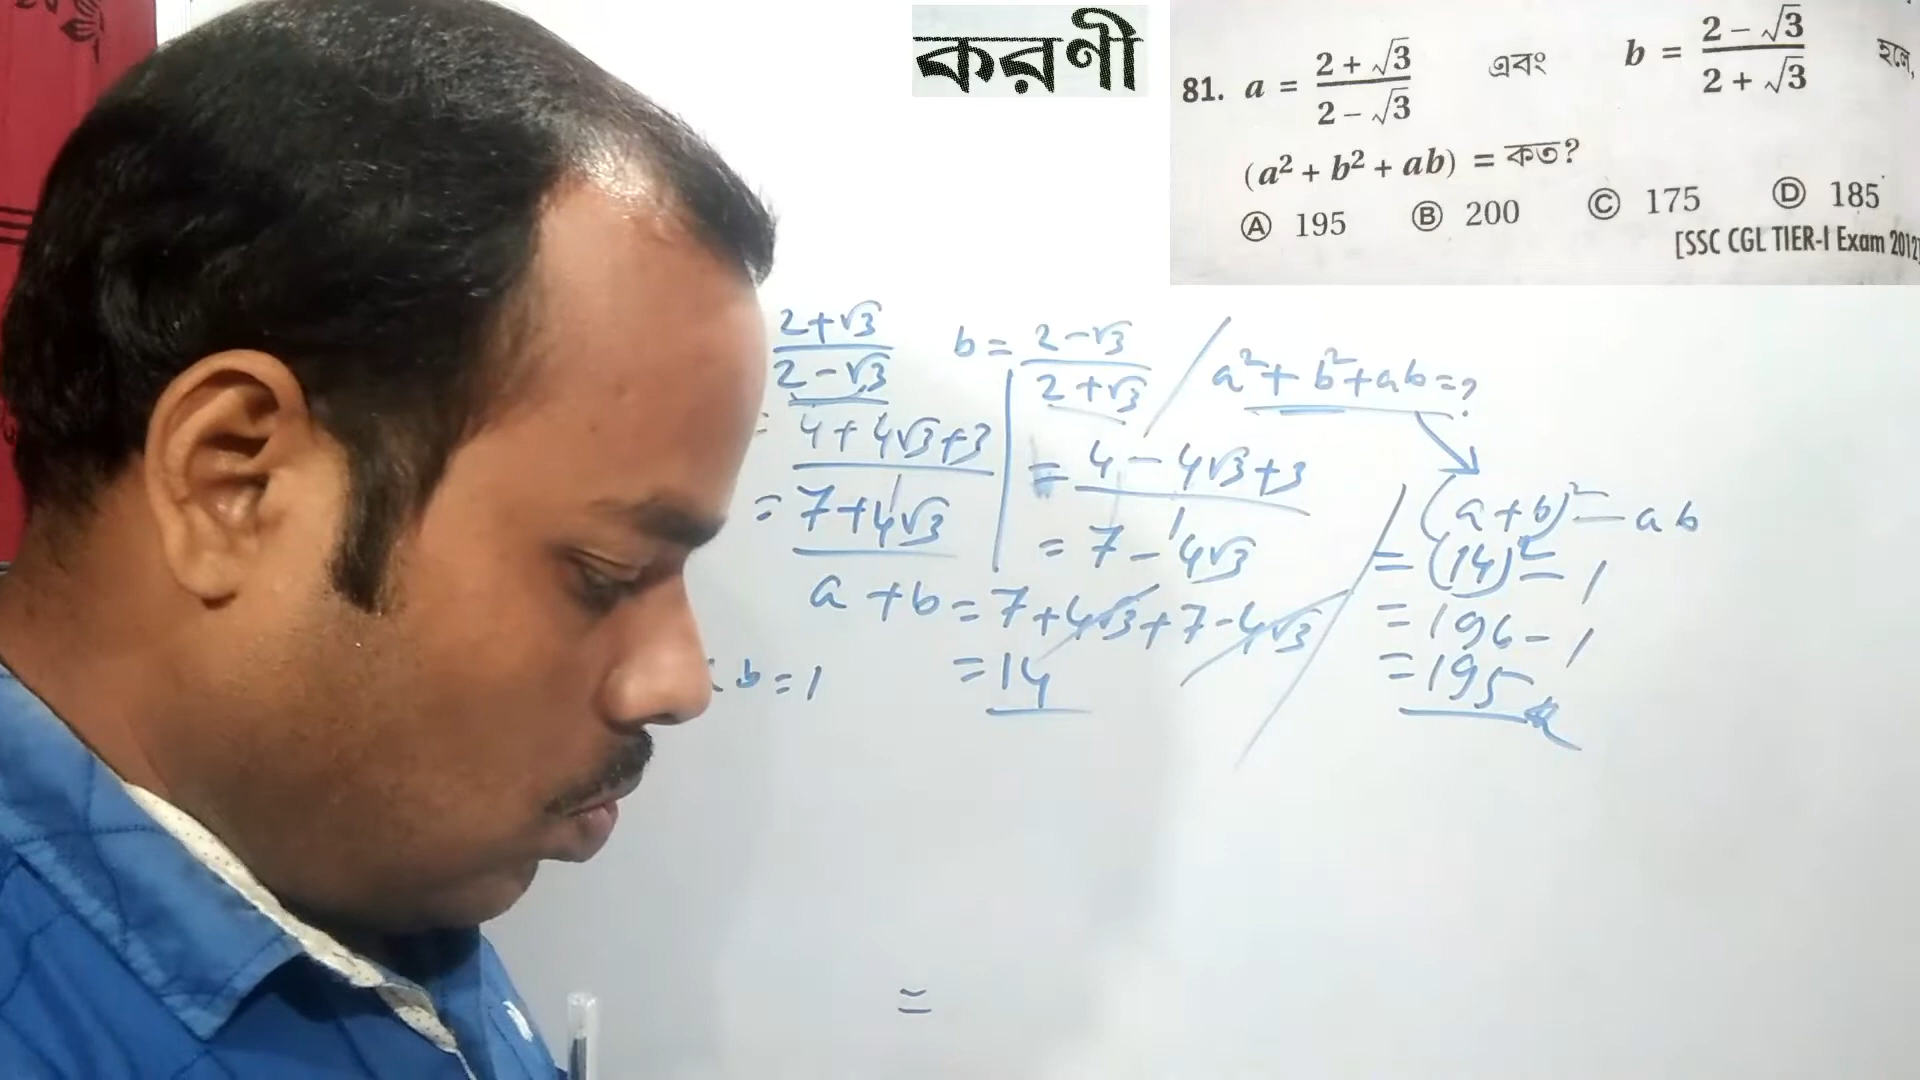 করণী
81. a = (2 + √3)/(2 − √3) এবং b = (2 − √3)/(2 + √3) হলে,
(a² + b² + ab) = কত?
Ⓐ 195 Ⓑ 200 Ⓒ 175 Ⓓ 185
[SSC CGL TIER-I Exam 2012]
(2+√3)/(2−√3)
= (4+4√3+3)/1
= 7+4√3
b = (2−√3)/(2+√3)
= (4−4√3+3)/1
= 7−4√3
a+b = 7+4√3+7−4√3
= 14
b=1
a²+b²+ab=?
(a+b)²−ab
= (14)²−1
= 196−1
= 195
=